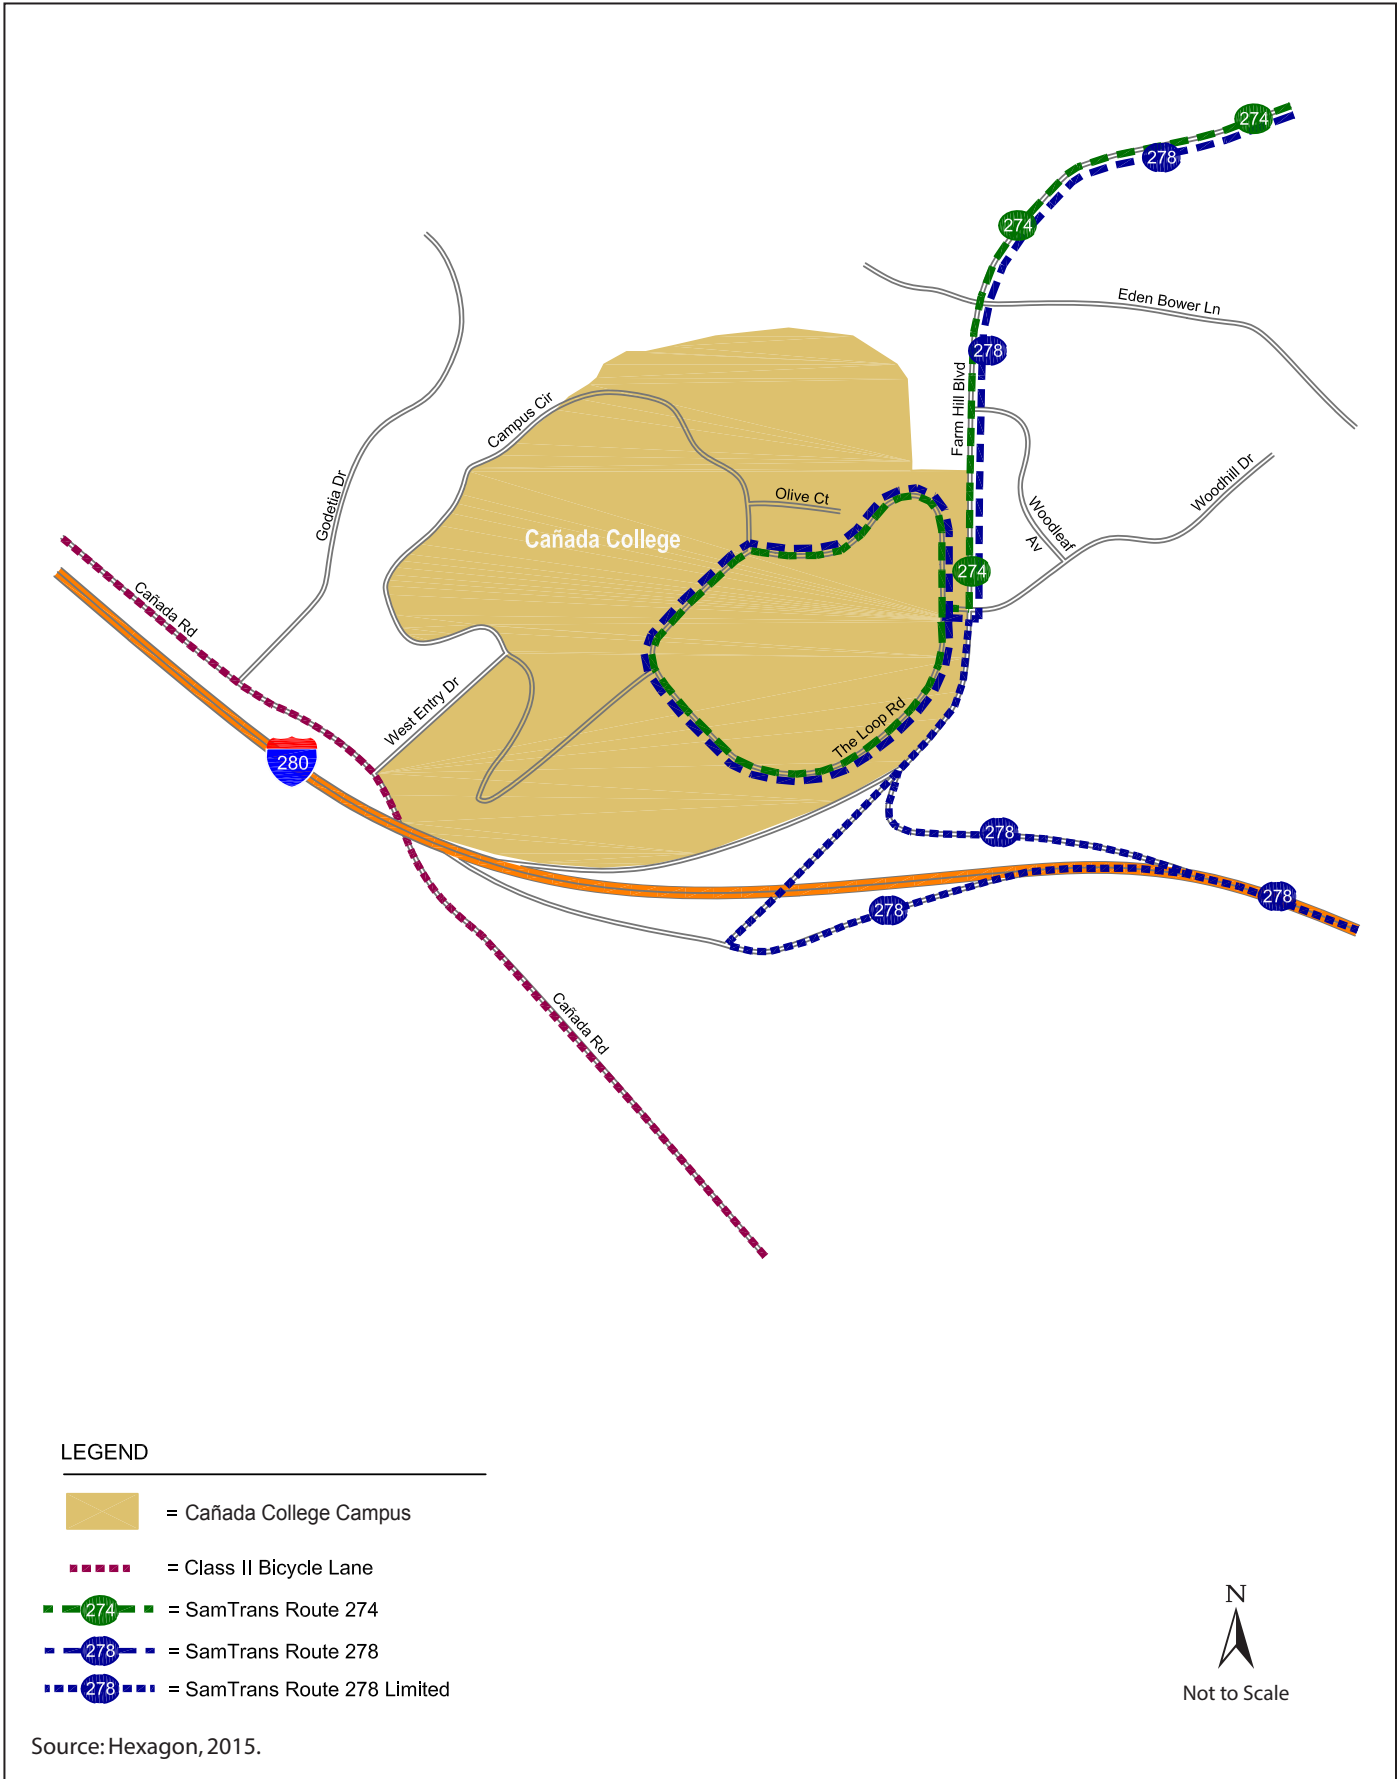 274
278
274
Eden Bower Ln
278
Farm Hill Blvd
Campus Cir
Woodhill Dr
Godetia Dr
Olive Ct
Woodleaf
Av
Cañada College
274
Cañada Rd
West Entry Dr
The Loop Rd
280
278
278
278
Cañada Rd
LEGEND
= Cañada College Campus
= Class II Bicycle Lane
274 = SamTrans Route 274
278 = SamTrans Route 278
278 = SamTrans Route 278 Limited
N
Not to Scale
Source: Hexagon, 2015.